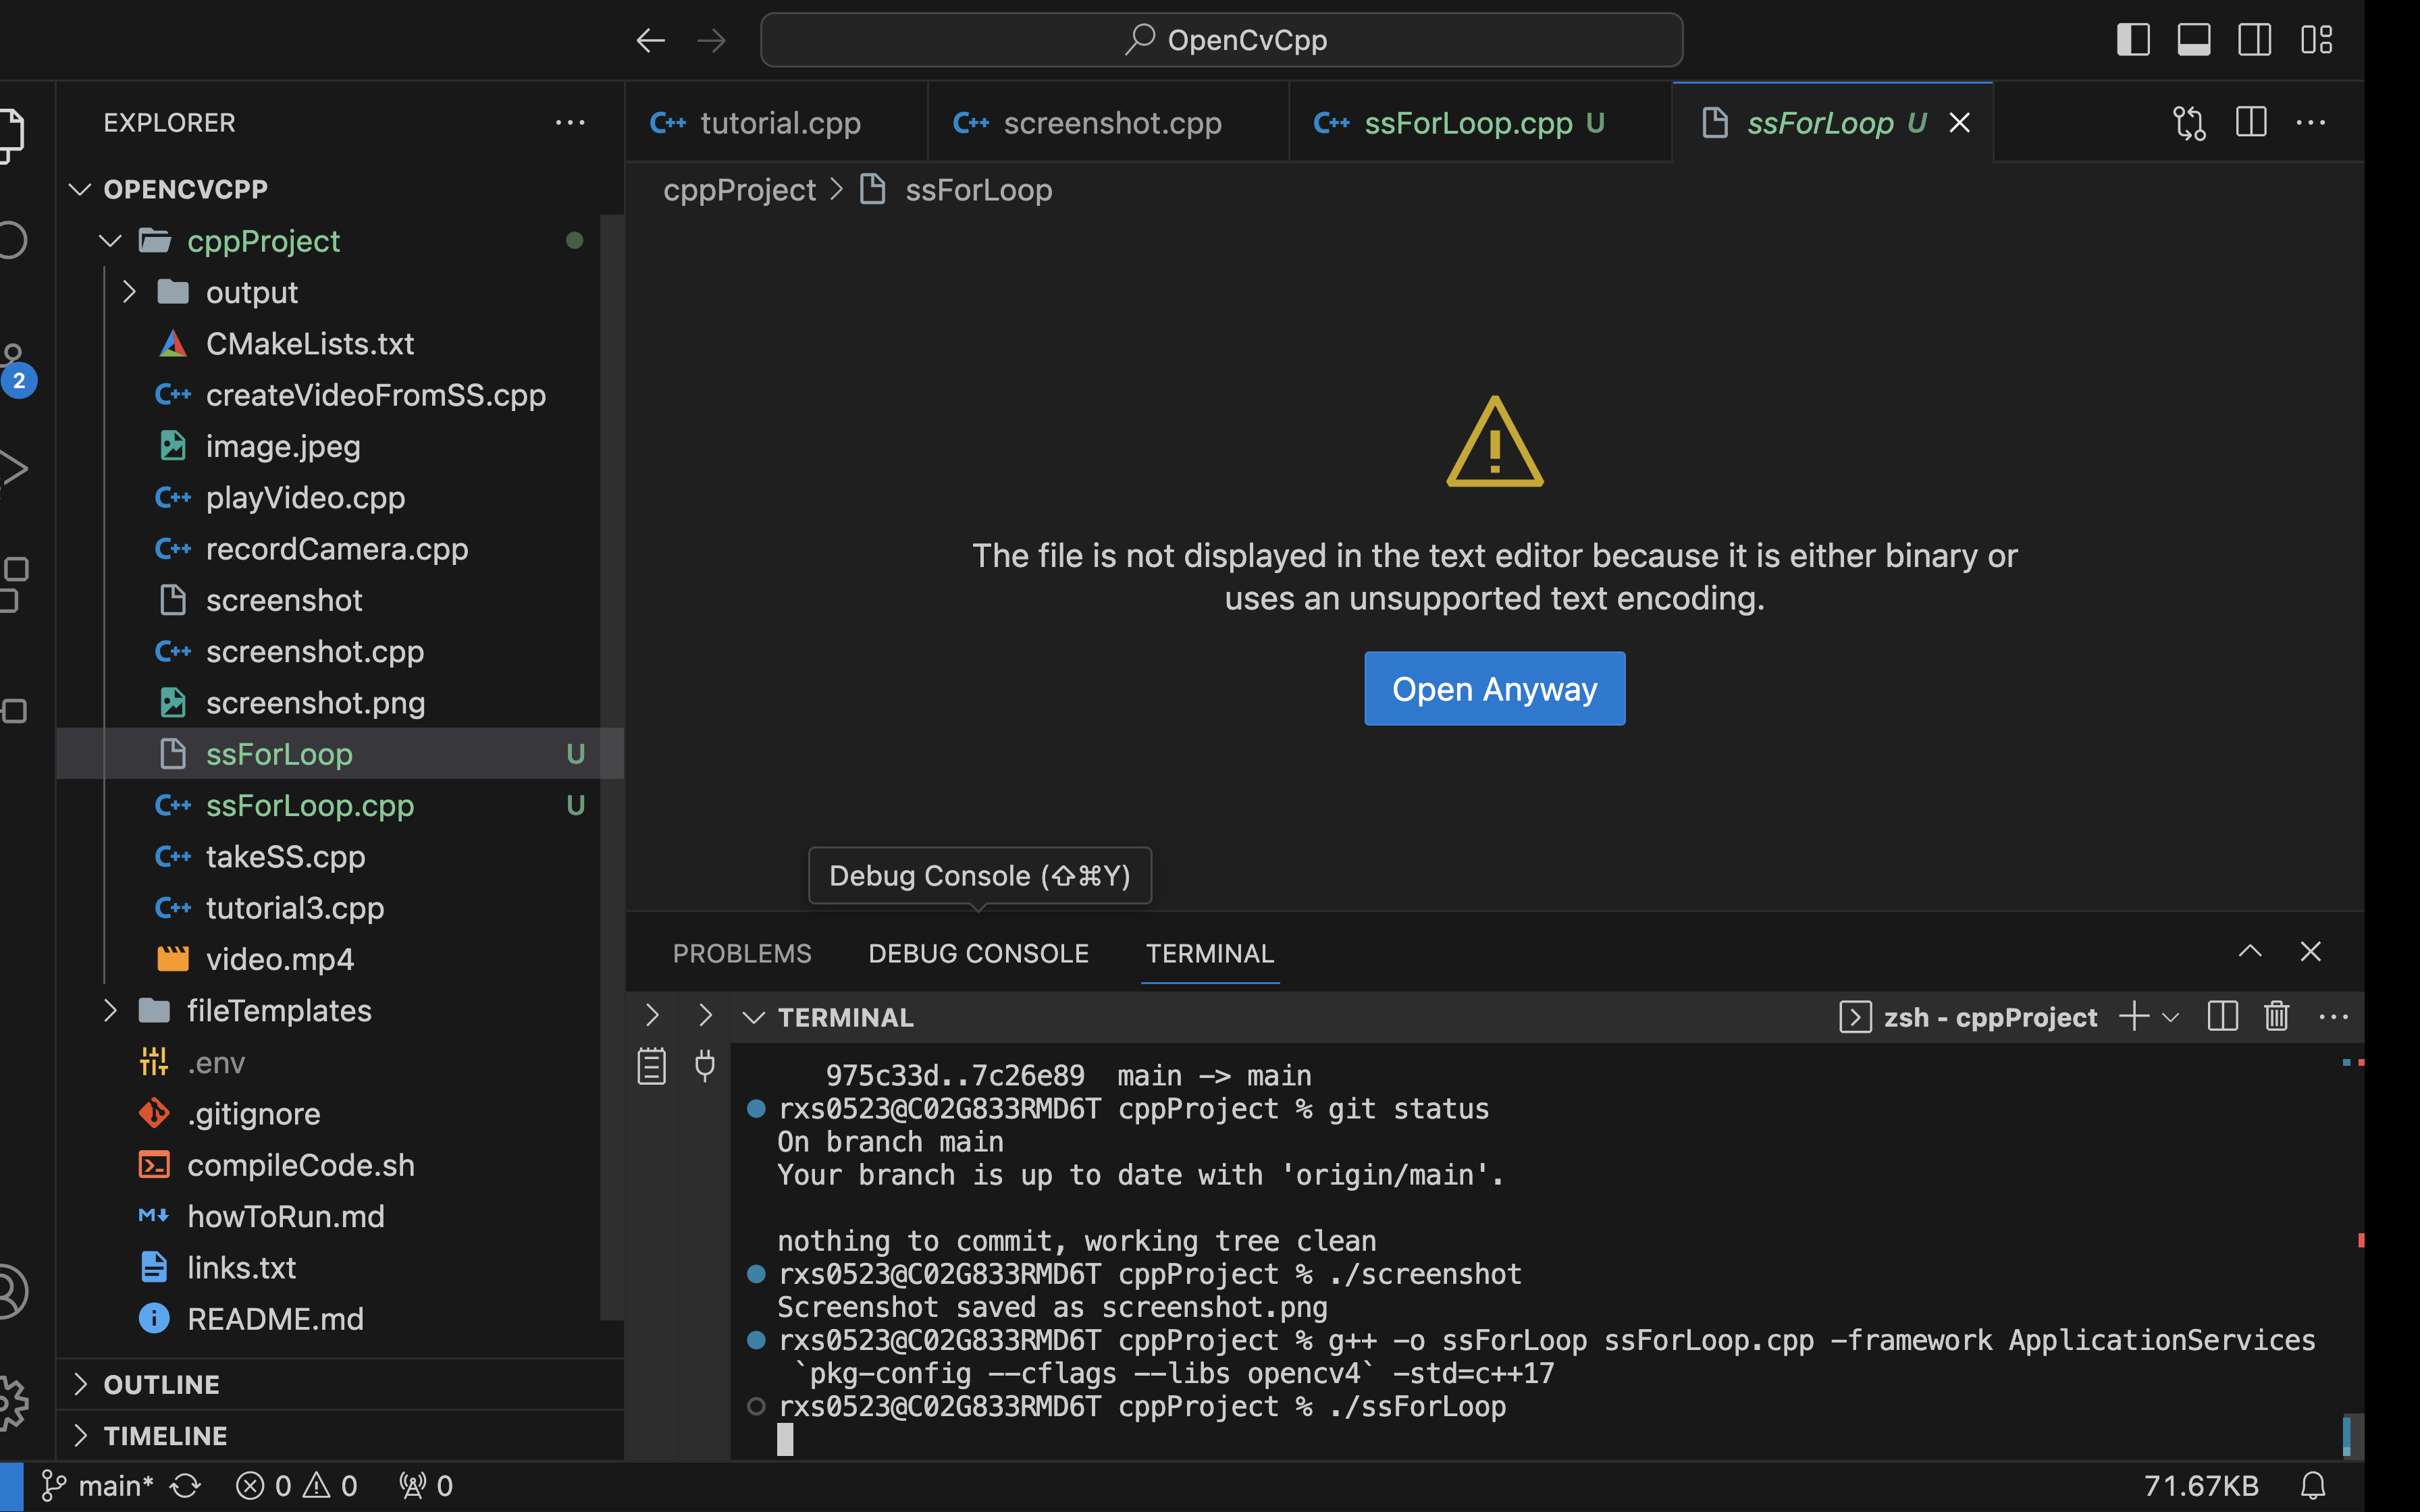 OpenCvCpp
EXPLORER
OPENCVCPP
cppProject
output
CMakeLists.txt
createVideoFromSS.cpp
image.jpeg
playVideo.cpp
recordCamera.cpp
screenshot
screenshot.cpp
screenshot.png
ssForLoop U
ssForLoop.cpp U
takeSS.cpp
tutorial3.cpp
video.mp4
fileTemplates
.env
.gitignore
compileCode.sh
howToRun.md
links.txt
README.md
OUTLINE
TIMELINE
2
tutorial.cpp screenshot.cpp ssForLoop.cpp U ssForLoop U
cppProject > ssForLoop
The file is not displayed in the text editor because it is either binary or
uses an unsupported text encoding.
Open Anyway
Debug Console (⇧⌘Y)
PROBLEMS DEBUG CONSOLE TERMINAL
TERMINAL zsh - cppProject
975c33d..7c26e89  main -> main
rxs0523@C02G833RMD6T cppProject % git status
On branch main
Your branch is up to date with 'origin/main'.
nothing to commit, working tree clean
rxs0523@C02G833RMD6T cppProject % ./screenshot
Screenshot saved as screenshot.png
rxs0523@C02G833RMD6T cppProject % g++ -o ssForLoop ssForLoop.cpp -framework ApplicationServices
`pkg-config --cflags --libs opencv4` -std=c++17
rxs0523@C02G833RMD6T cppProject % ./ssForLoop
main* 0 0 0 71.67KB